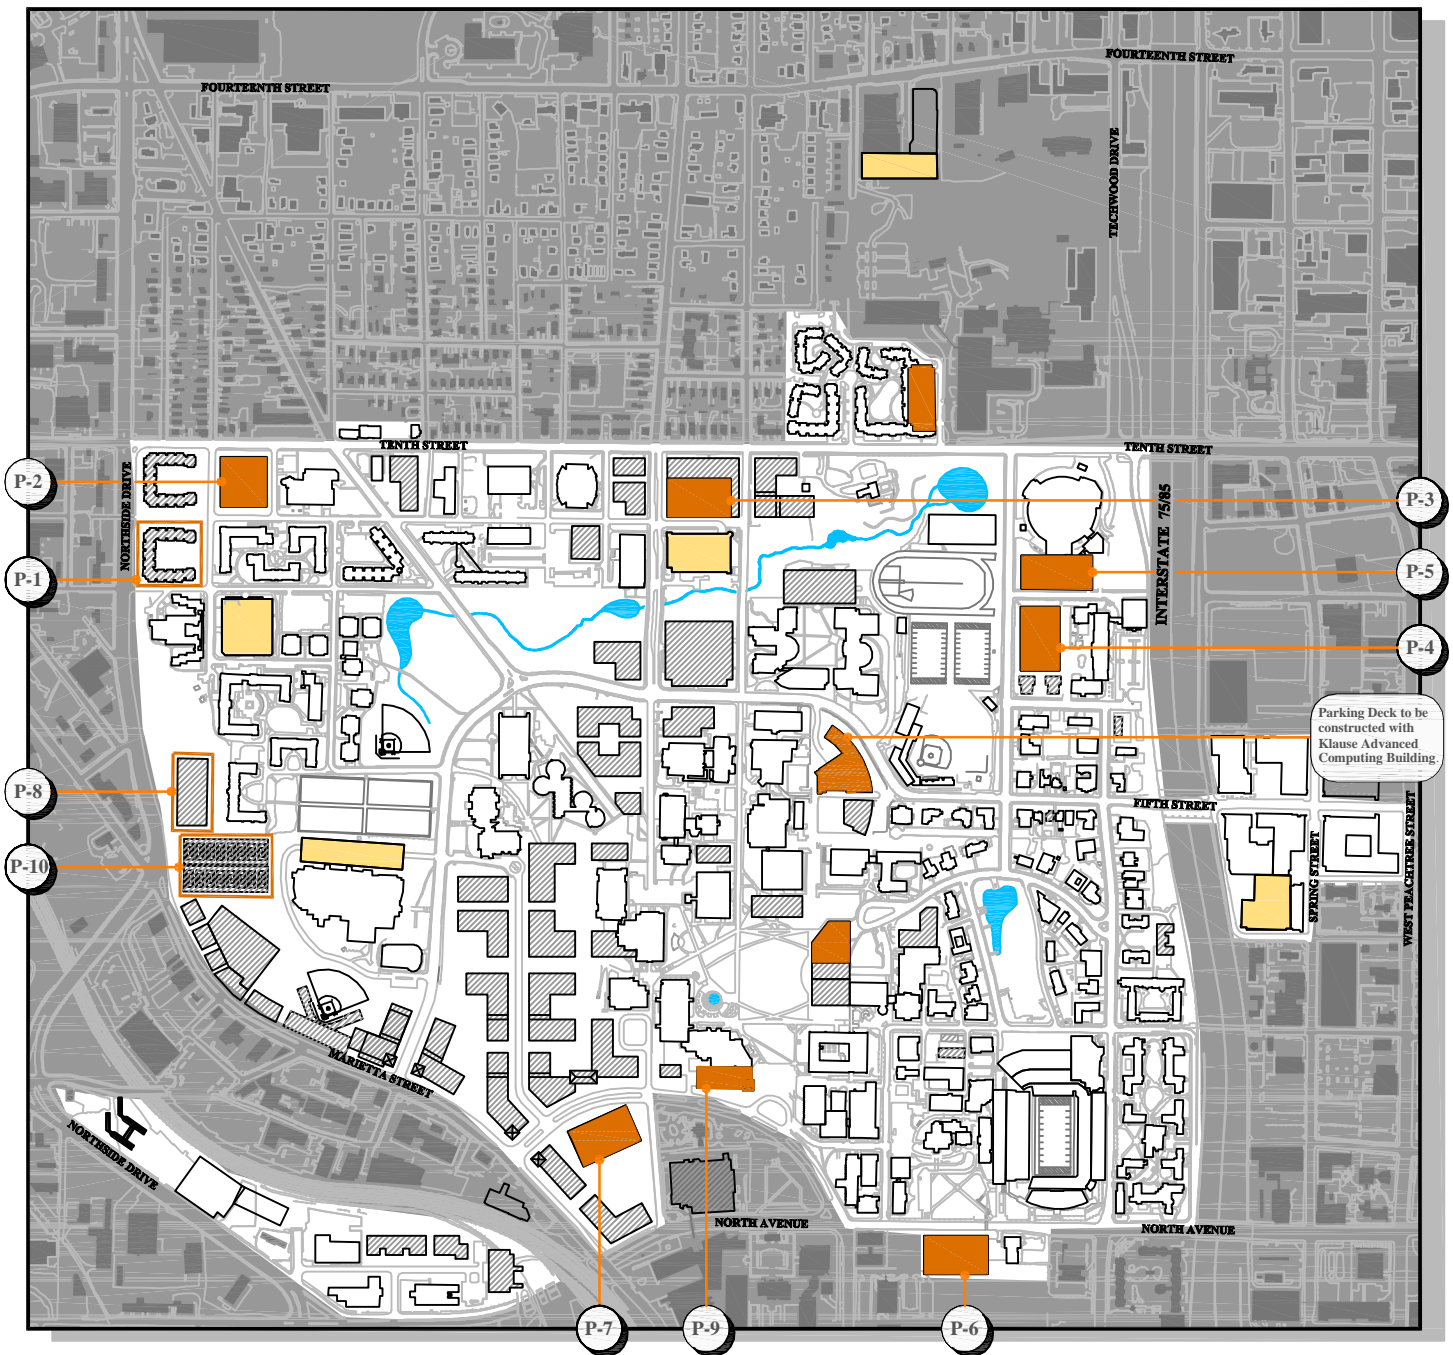 FOURTEENTH STREET
FOURTEENTH STREET
TECHWOOD DRIVE
TENTH STREET
TENTH STREET
NORTHSIDE DRIVE
INTERSTATE 75/85
P-2
P-3
P-1
P-5
P-4
Parking Deck to be
constructed with
Klause Advanced
Computing Building.
P-8
FIFTH STREET
P-10
SPRING STREET
WEST PEACHTREE STREET
MARIETTA STREET
NORTHSIDE DRIVE
NORTH AVENUE
NORTH AVENUE
P-7
P-9
P-6